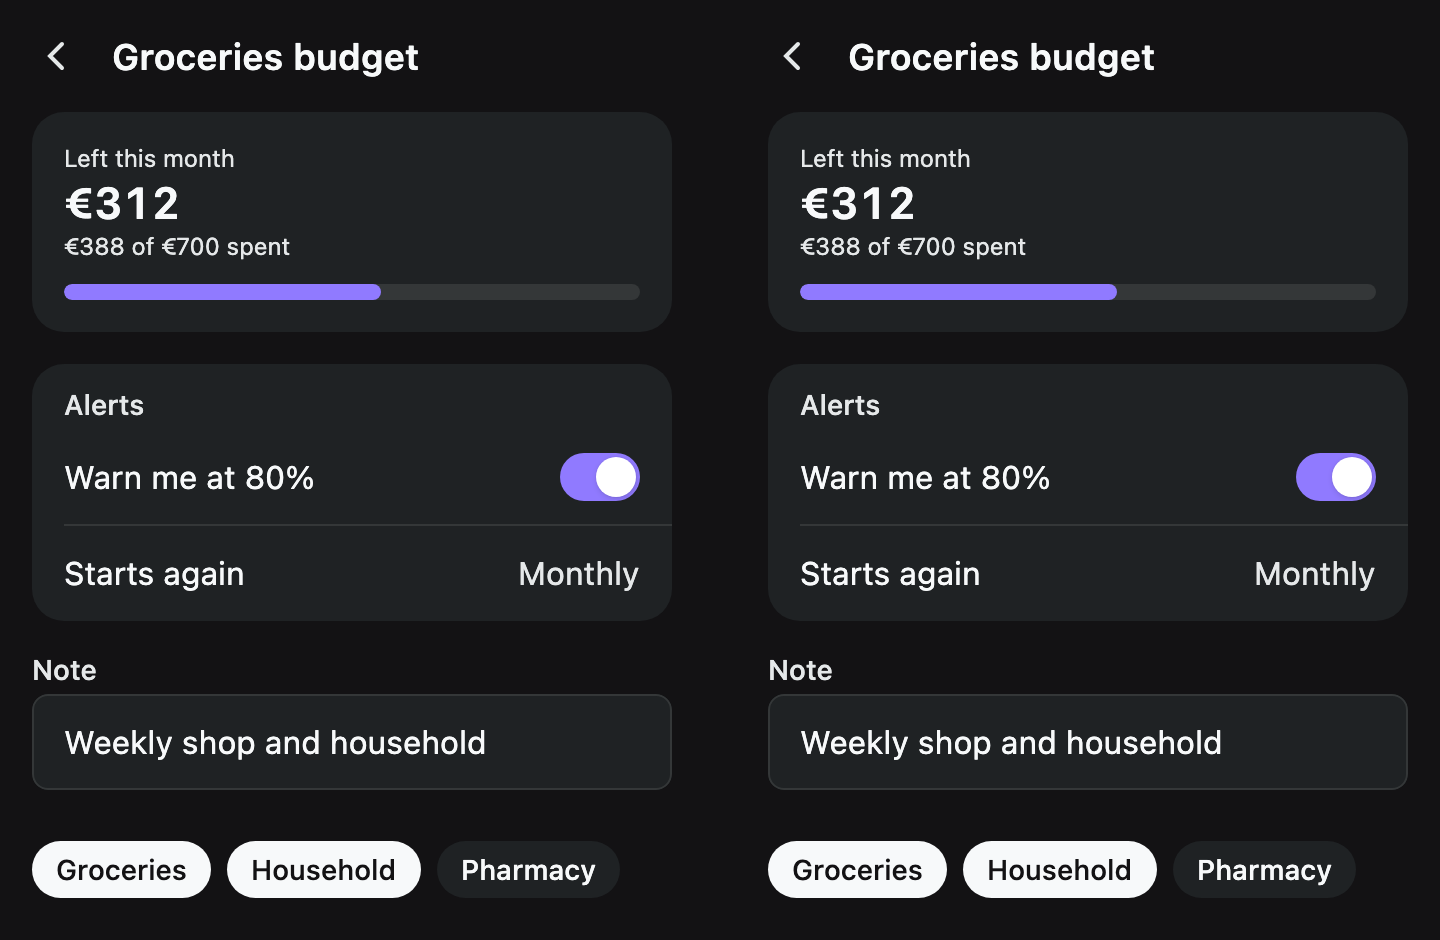 Groceries budget
Left this month
€312
€388 of €700 spent
Alerts
Warn me at 80%
Starts again Monthly
Note
Weekly shop and household
Groceries Household Pharmacy
Groceries budget
Left this month
€312
€388 of €700 spent
Alerts
Warn me at 80%
Starts again Monthly
Note
Weekly shop and household
Groceries Household Pharmacy